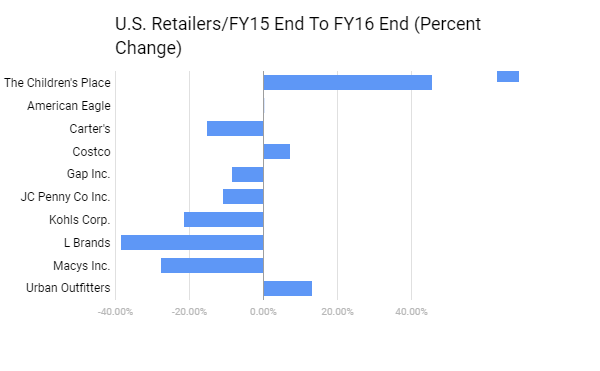 U.S. Retailers/FY15 End To FY16 End (Percent
Change)
The Children's Place
American Eagle
Carter's
Costco
Gap Inc.
JC Penny Co Inc.
Kohls Corp.
L Brands
Macys Inc.
Urban Outfitters
-40.00% -20.00% 0.00% 20.00% 40.00%